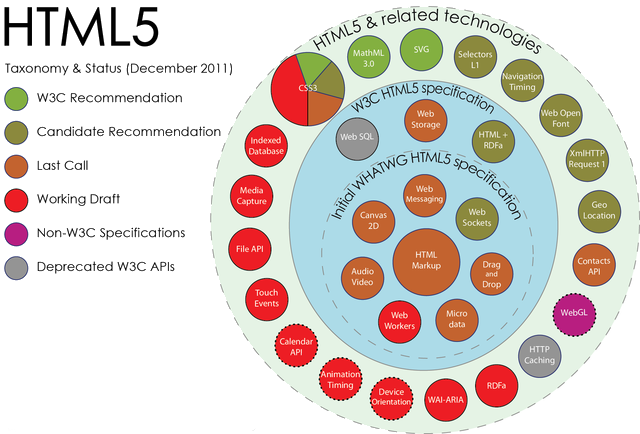 HTML5
Taxonomy & Status (December 2011)
W3C Recommendation
Candidate Recommendation
Last Call
Working Draft
Non-W3C Specifications
Deprecated W3C APIs
HTML5 & related technologies
CSS3
MathML
3.0
SVG
Selectors
L1
Navigation
Timing
Web Open
Font
XmlHTTP
Request 1
Geo
Location
Contacts
API
WebGL
HTTP
Caching
RDFa
WAI-ARIA
Device
Orientation
Animation
Timing
Calendar
API
Touch
Events
File API
Media
Capture
Indexed
Database
W3C HTML5 specification
Web SQL
Web
Storage
HTML +
RDFa
Initial WHATWG HTML5 specification
Web
Messaging
Canvas
2D
Web
Sockets
HTML
Markup
Audio
Video
Drag
and
Drop
Web
Workers
Micro
data